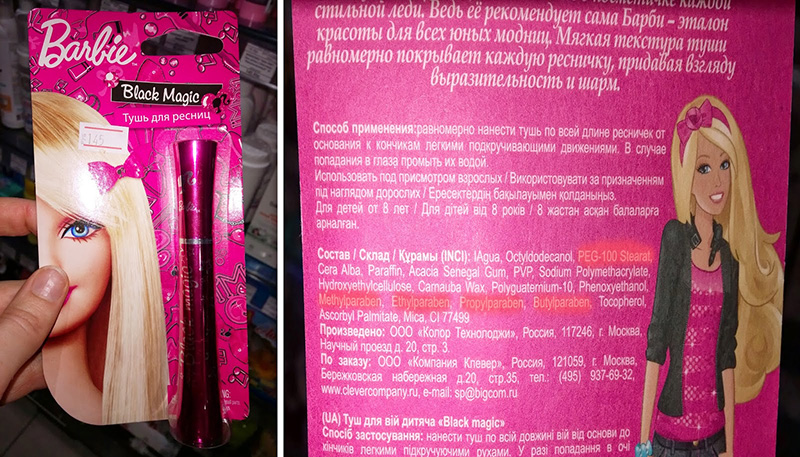 Barbie
Black Magic
Тушь для ресниц
145
Barbie
Black Magic
стильной леди. Ведь её рекомендует сама Барби – эталон
красоты для всех юных модниц. Мягкая текстура туши
равномерно покрывает каждую ресничку, придавая взгляду
выразительность и шарм.
Способ применения:равномерно нанести тушь по всей длине ресничек от
основания к кончикам легкими подкручивающими движениями. В случае
попадания в глаза промыть их водой.
Использовать под присмотром взрослых / Використовувати за призначенням
під наглядом дорослих / Ересектердің бақылауымен қолданыңыз.
Для детей от 8 лет / Для дітей від 8 років / 8 жастан асқан балаларға
арналған.
Состав / Склад / Құрамы (INCI): IAgua, Octyldodecanol, PEG-100 Stearat,
Cera Alba, Paraffin, Acacia Senegal Gum, PVP, Sodium Polymethacrylate,
Hydroxyethylcellulose, Carnauba Wax, Polyguaternium-10, Phenoxyethanol,
Methylparaben, Ethylparaben, Propylparaben, Butylparaben, Tocopherol,
Ascorbyl Palmitate, Mica. CI 77499
Произведено: ООО «Колор Технолоджи», Россия, 117246, г. Москва,
Научный проезд д. 20, стр. 3.
По заказу: ООО «Компания Клевер», Россия, 121059, г. Москва,
Бережковская набережная д.20, стр.35, тел.: (495) 937-69-32,
www.clevercompany.ru, e-mail: sp@bigcom.ru
(UA) Туш для вій дитяча «Black magic»
Спосіб застосування: нанести туш по всій довжині вій від основи до
кінчиків легкими підкручуючими рухами. У разі попадання в очі